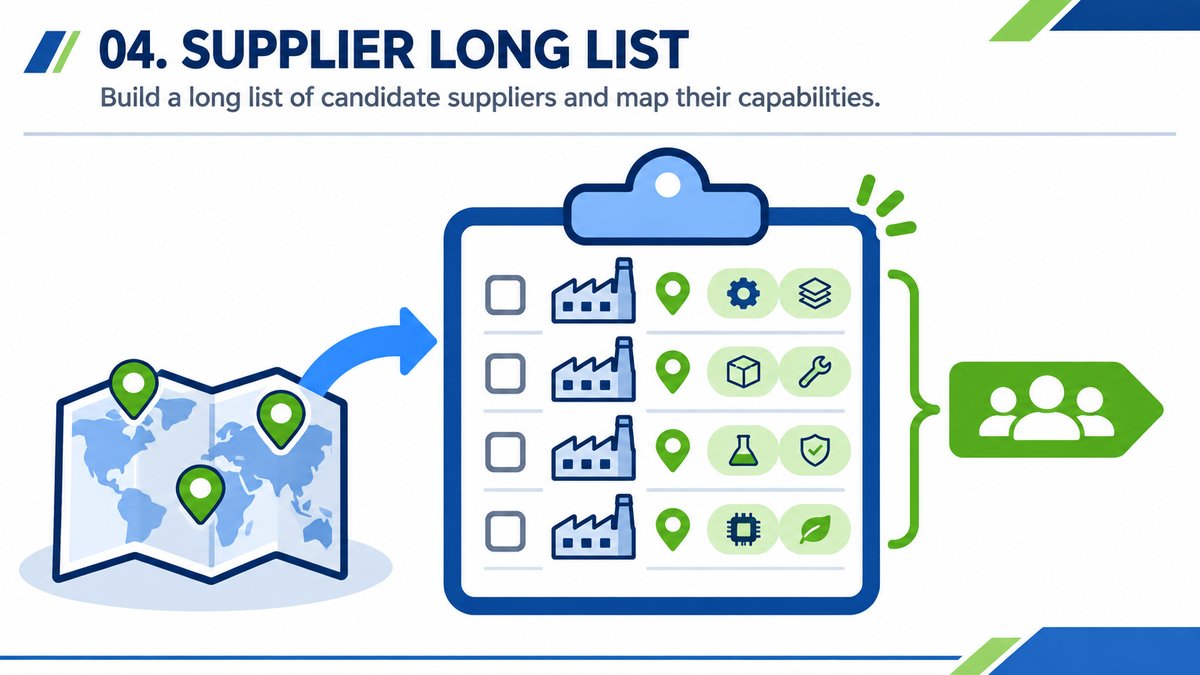 04. SUPPLIER LONG LIST
Build a long list of candidate suppliers and map their capabilities.